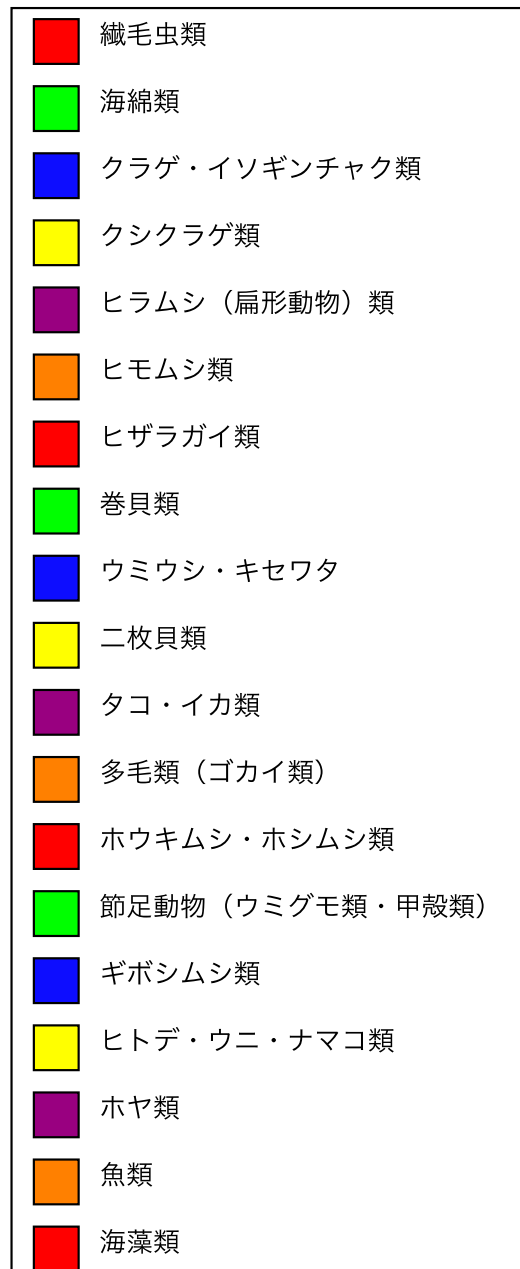 繊毛虫類
海綿類
クラゲ・イソギンチャク類
クシクラゲ類
ヒラムシ（扁形動物）類
ヒモムシ類
ヒザラガイ類
巻貝類
ウミウシ・キセワタ
二枚貝類
タコ・イカ類
多毛類（ゴカイ類）
ホウキムシ・ホシムシ類
節足動物（ウミグモ類・甲殻類）
ギボシムシ類
ヒトデ・ウニ・ナマコ類
ホヤ類
魚類
海藻類